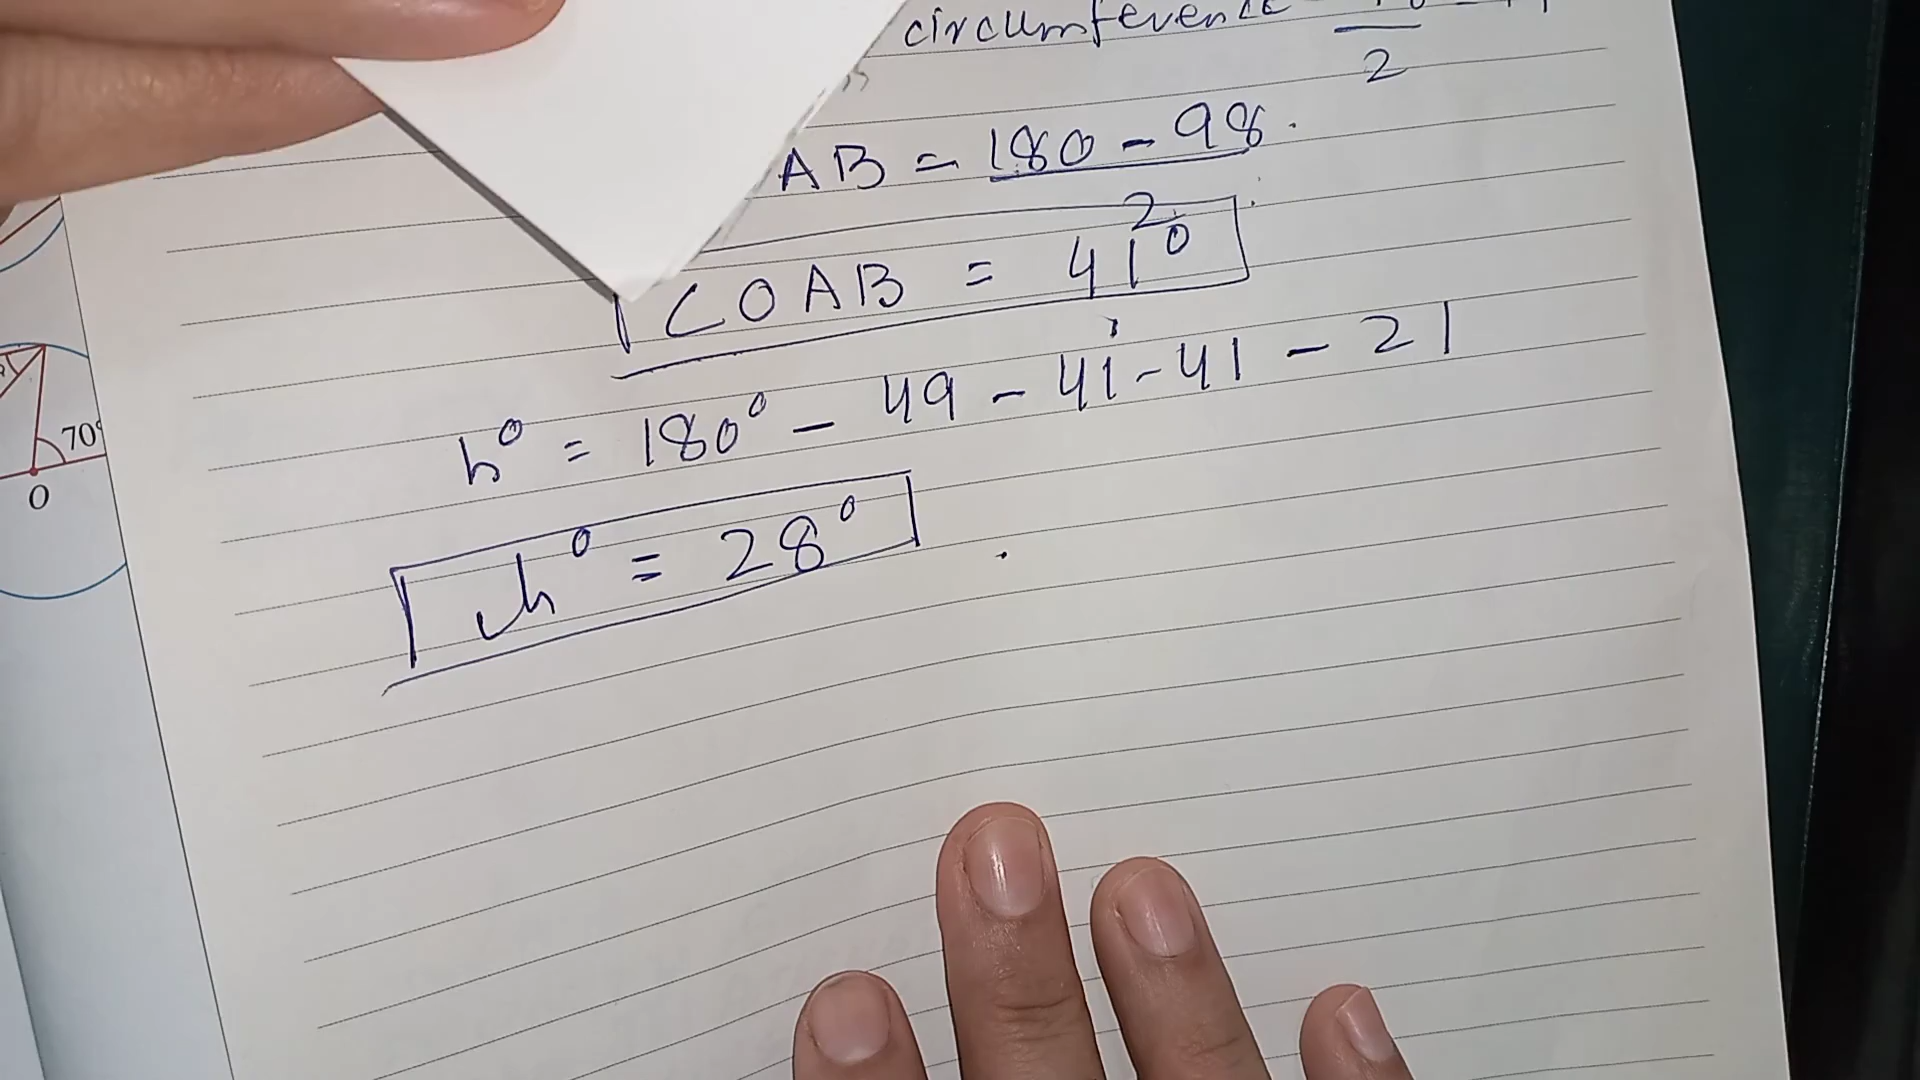 circumference
2
AB = 180 - 98.
2
∠OAB = 41°
h° = 180° - 49 - 41 - 41 - 21
h° = 28°
70°
O